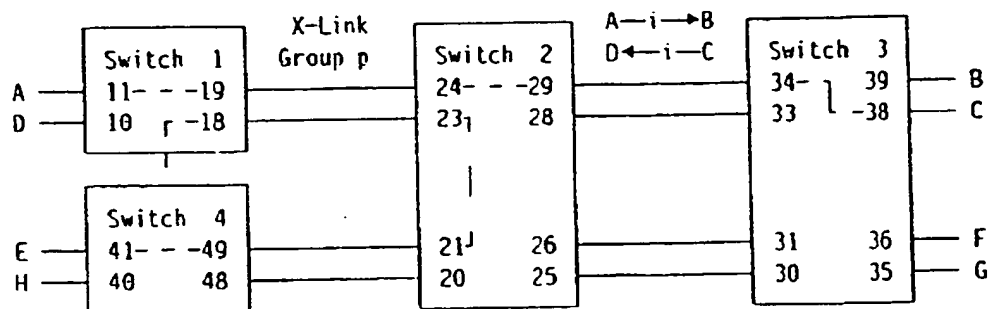 X-Link
Group p
A—i→B
D←i—C
Switch 1
Switch 2
Switch 3
A
11- - -19
24- - -29
34-
39
B
D
10
-18
23
28
33
-38
C
Switch 4
E
41- - -49
21
26
31
36
F
H
40
48
20
25
30
35
G